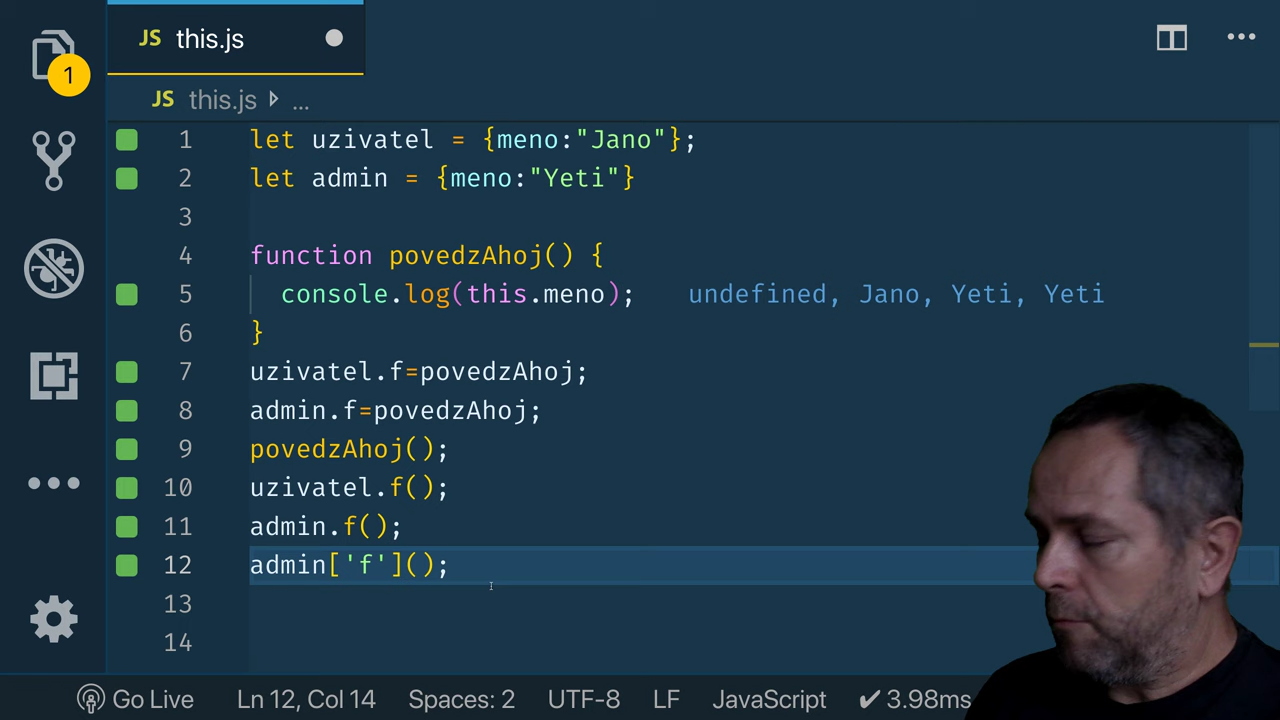 JS this.js
1
JS this.js ...
1 let uzivatel = {meno:"Jano"};
2 let admin = {meno:"Yeti"}
3
4 function povedzAhoj() {
5 console.log(this.meno); undefined, Jano, Yeti, Yeti
6 }
7 uzivatel.f=povedzAhoj;
8 admin.f=povedzAhoj;
9 povedzAhoj();
10 uzivatel.f();
11 admin.f();
12 admin['f']();
13
14
Go Live Ln 12, Col 14 Spaces: 2 UTF-8 LF JavaScript ✔ 3.98ms